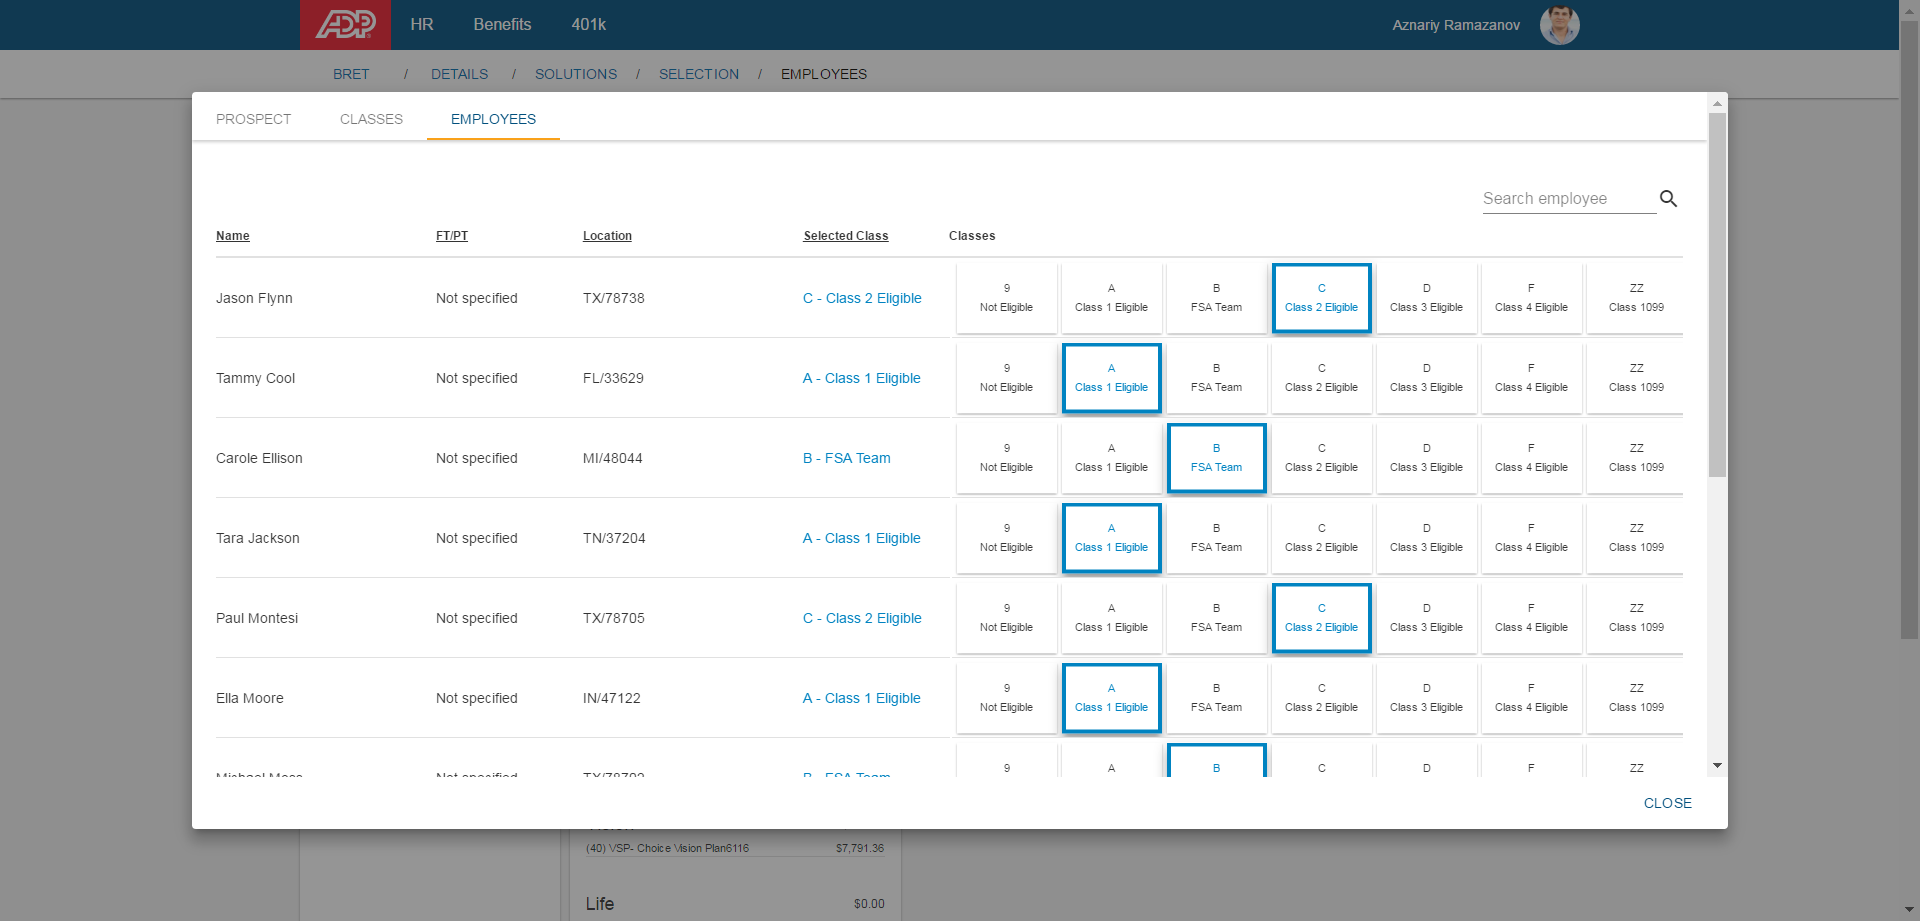 ADP HR Benefits 401k Aznariy Ramazanov
BRET / DETAILS / SOLUTIONS / SELECTION / EMPLOYEES
PROSPECT CLASSES EMPLOYEES
Search employee
Name FT/PT Location Selected Class Classes
Jason Flynn Not specified TX/78738 C - Class 2 Eligible
9 A B C D F ZZ
Not Eligible Class 1 Eligible FSA Team Class 2 Eligible Class 3 Eligible Class 4 Eligible Class 1099
Tammy Cool Not specified FL/33629 A - Class 1 Eligible
9 A B C D F ZZ
Not Eligible Class 1 Eligible FSA Team Class 2 Eligible Class 3 Eligible Class 4 Eligible Class 1099
Carole Ellison Not specified MI/48044 B - FSA Team
9 A B C D F ZZ
Not Eligible Class 1 Eligible FSA Team Class 2 Eligible Class 3 Eligible Class 4 Eligible Class 1099
Tara Jackson Not specified TN/37204 A - Class 1 Eligible
9 A B C D F ZZ
Not Eligible Class 1 Eligible FSA Team Class 2 Eligible Class 3 Eligible Class 4 Eligible Class 1099
Paul Montesi Not specified TX/78705 C - Class 2 Eligible
9 A B C D F ZZ
Not Eligible Class 1 Eligible FSA Team Class 2 Eligible Class 3 Eligible Class 4 Eligible Class 1099
Ella Moore Not specified IN/47122 A - Class 1 Eligible
9 A B C D F ZZ
Not Eligible Class 1 Eligible FSA Team Class 2 Eligible Class 3 Eligible Class 4 Eligible Class 1099
Michael Not specified B - FSA Team
9 A B C D F ZZ
CLOSE
(40) VSP- Choice Vision Plan6116 $7,791.36
Life $0.00